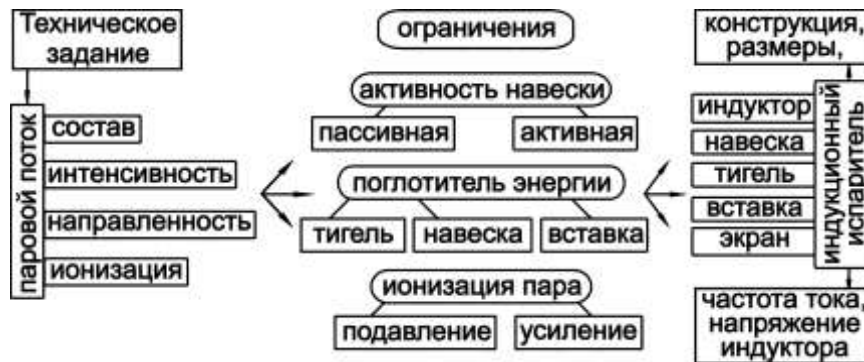 Техническое
задание
паровой поток
состав
интенсивность
направленность
ионизация
ограничения
активность навески
пассивная
активная
поглотитель энергии
тигель
навеска
вставка
ионизация пара
подавление
усиление
конструкция,
размеры,
индуктор
навеска
тигель
вставка
экран
индукционный
испаритель
частота тока,
напряжение
индуктора